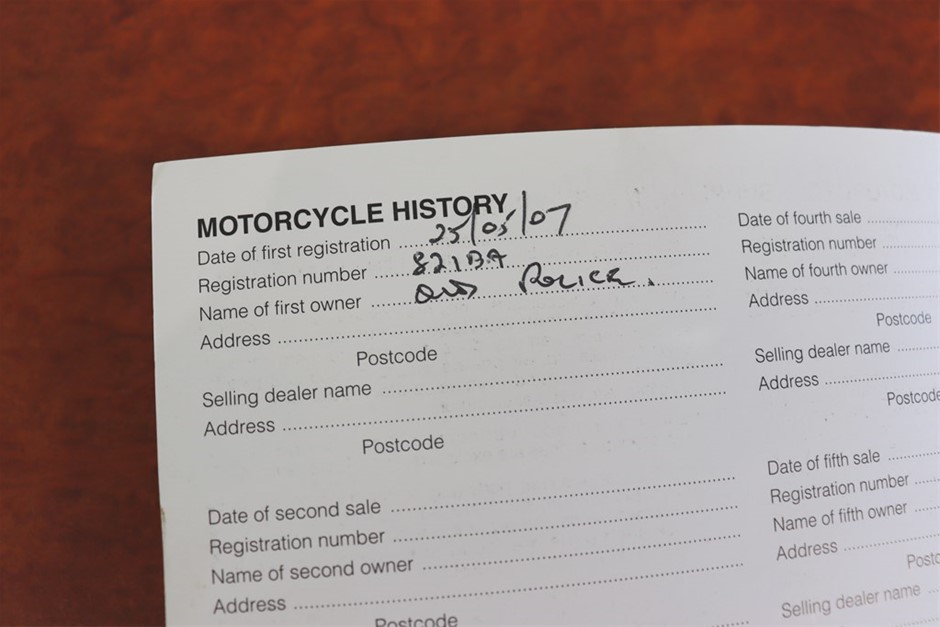 MOTORCYCLE HISTORY
Date of first registration 25/05/07
Registration number 821BA
Name of first owner QLD POLICE.
Address
Postcode
Selling dealer name
Address
Postcode
Date of second sale
Registration number
Name of second owner
Address
Postcode
Date of fourth sale
Registration number
Name of fourth owner
Address
Postcode
Selling dealer name
Address
Postcode
Date of fifth sale
Registration number
Name of fifth owner
Address
Postc
Selling dealer name